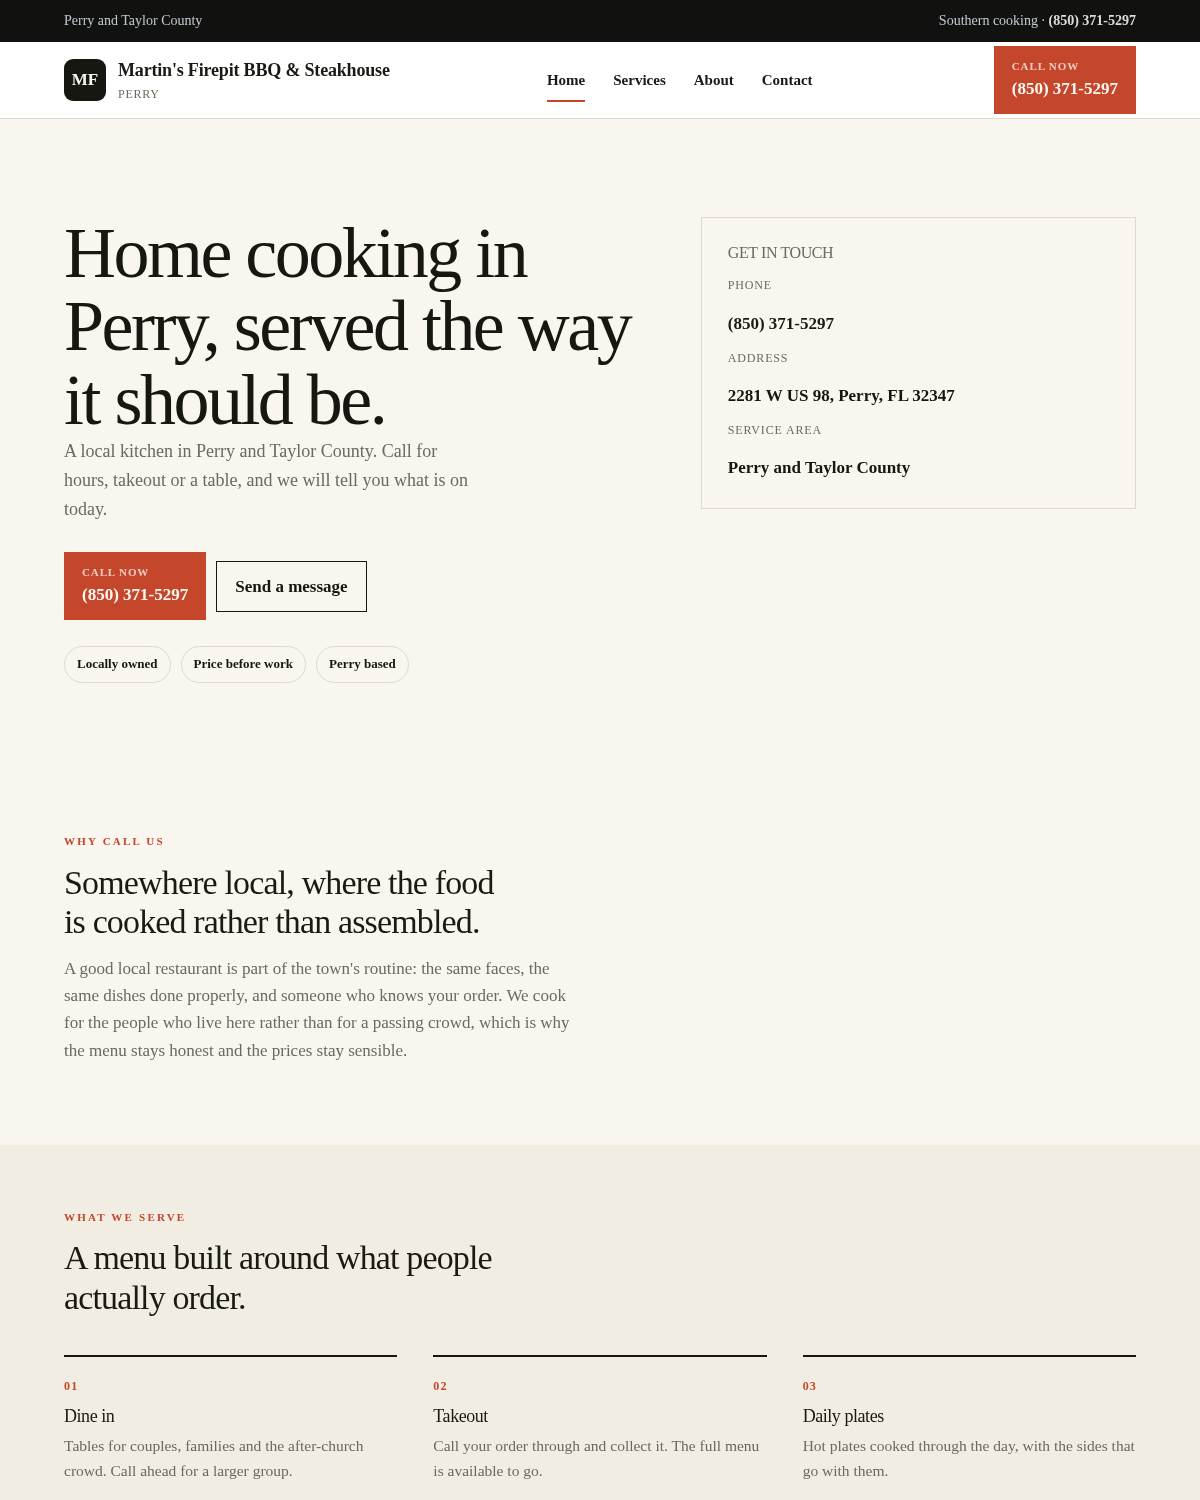 Perry and Taylor County
Southern cooking · (850) 371-5297
MF
Martin's Firepit BBQ & Steakhouse
PERRY
Home
Services
About
Contact
CALL NOW
(850) 371-5297
Home cooking in
Perry, served the way
it should be.
A local kitchen in Perry and Taylor County. Call for
hours, takeout or a table, and we will tell you what is on
today.
CALL NOW
(850) 371-5297
Send a message
Locally owned
Price before work
Perry based
GET IN TOUCH
PHONE
(850) 371-5297
ADDRESS
2281 W US 98, Perry, FL 32347
SERVICE AREA
Perry and Taylor County
WHY CALL US
Somewhere local, where the food
is cooked rather than assembled.
A good local restaurant is part of the town's routine: the same faces, the
same dishes done properly, and someone who knows your order. We cook
for the people who live here rather than for a passing crowd, which is why
the menu stays honest and the prices stay sensible.
WHAT WE SERVE
A menu built around what people
actually order.
01
Dine in
Tables for couples, families and the after-church
crowd. Call ahead for a larger group.
02
Takeout
Call your order through and collect it. The full menu
is available to go.
03
Daily plates
Hot plates cooked through the day, with the sides that
go with them.